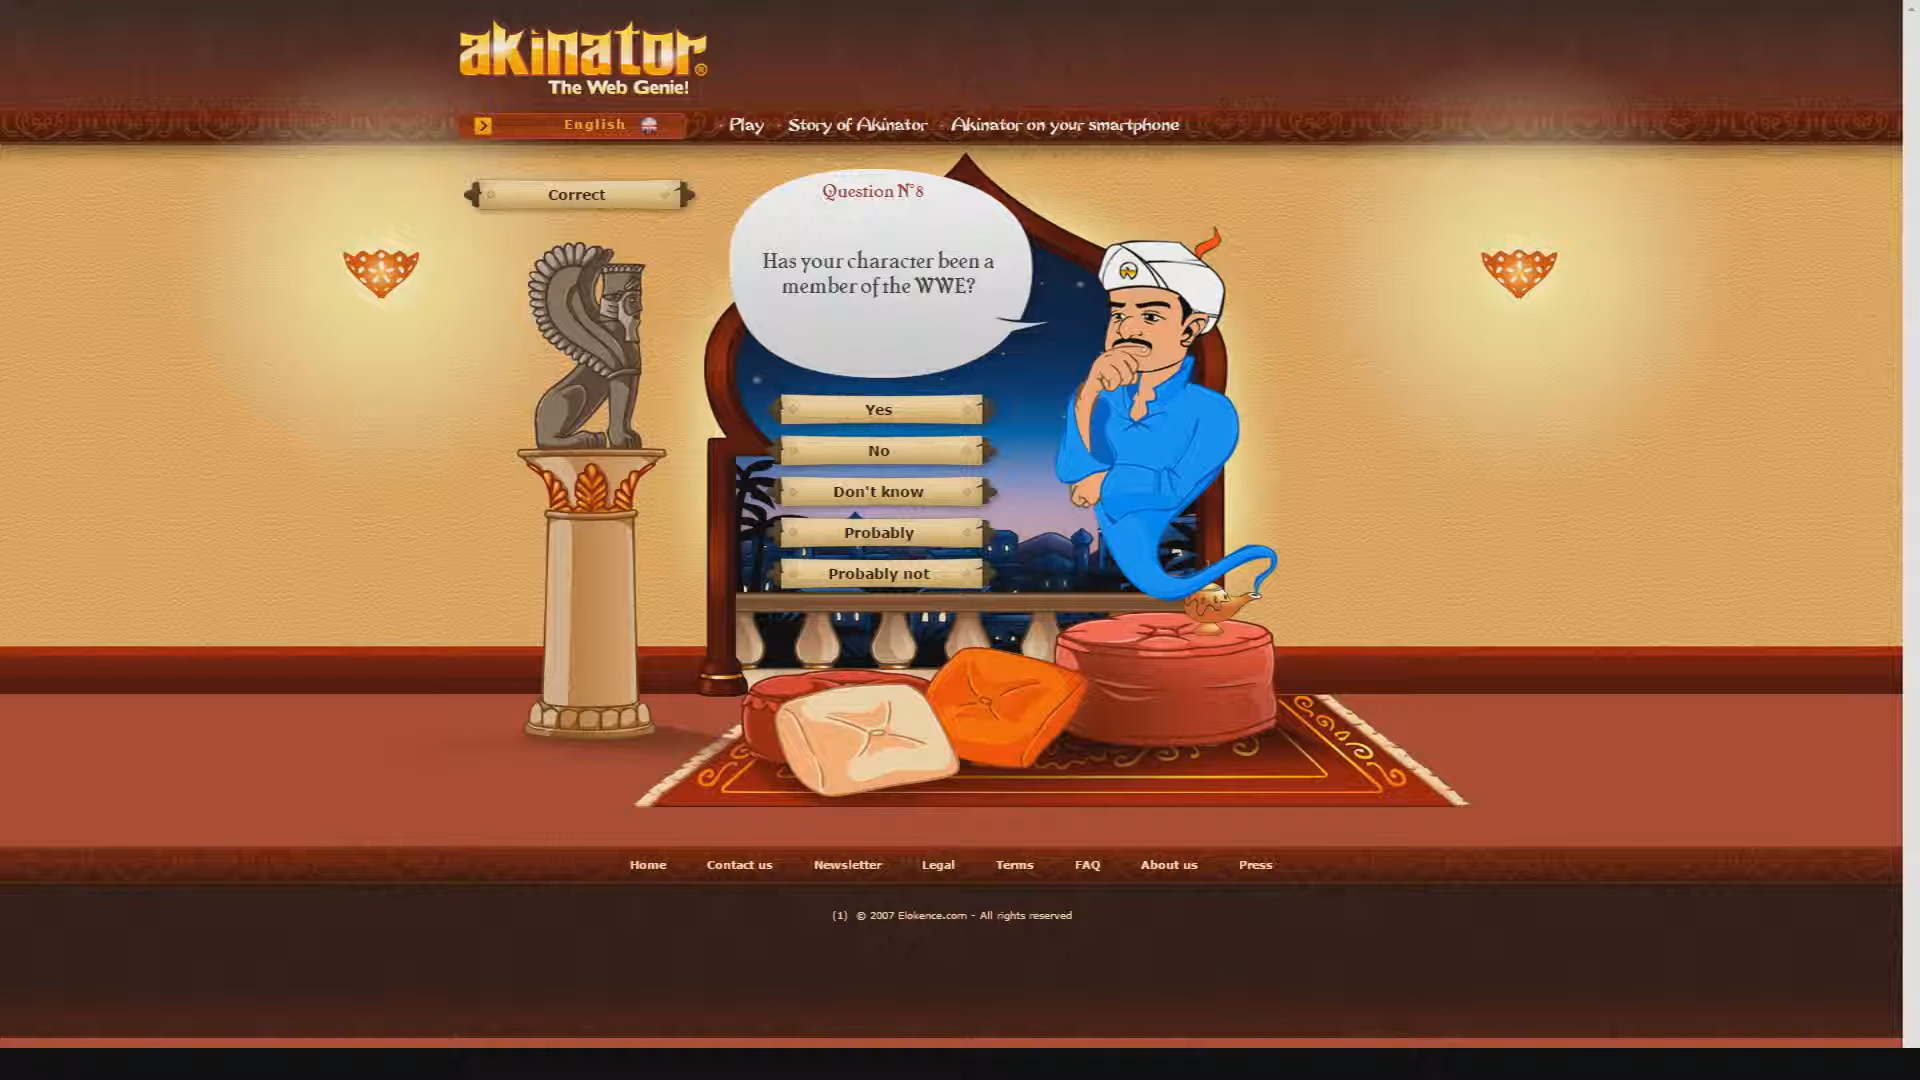 akinator®
The Web Genie!
English
Play
Story of Akinator
Akinator on your smartphone
Correct
Question N°8
Has your character been a
member of the WWE?
Yes
No
Don't know
Probably
Probably not
Home
Contact us
Newsletter
Legal
Terms
FAQ
About us
Press
(1) © 2007 Elokence.com - All rights reserved